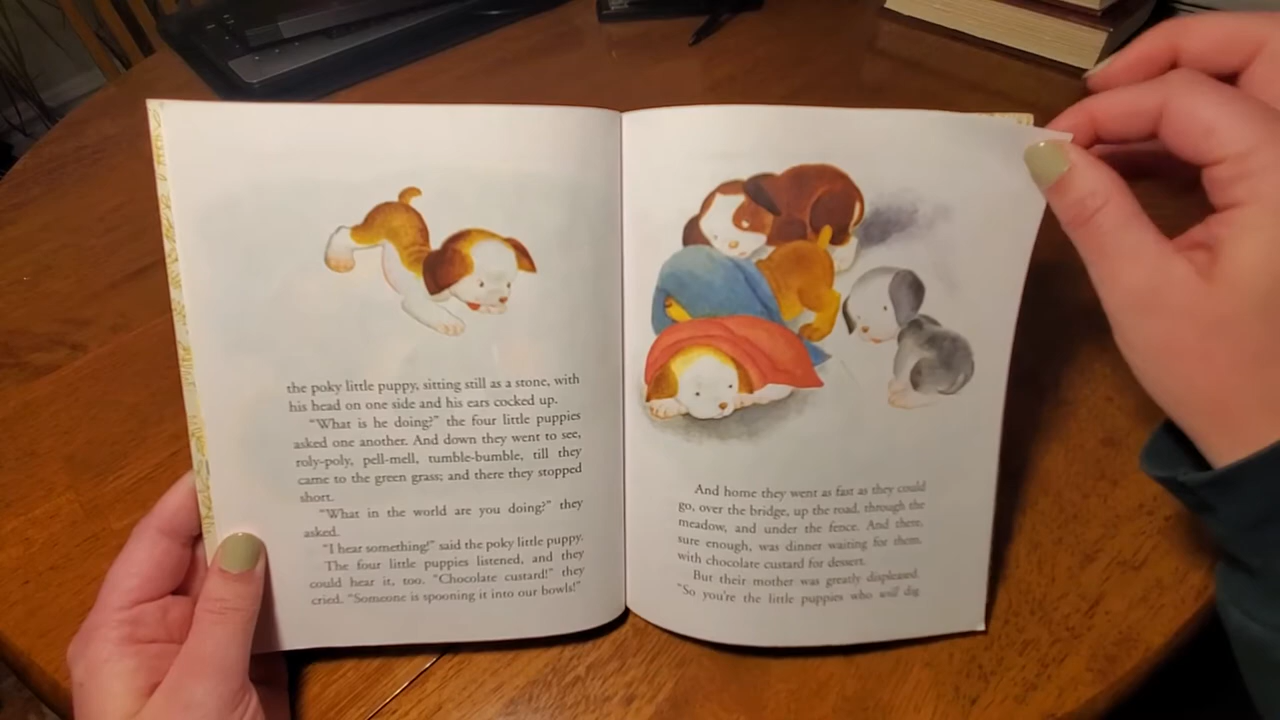 the poky little puppy, sitting still as a stone, with
his head on one side and his ears cocked up.
"What is he doing?" the four little puppies
asked one another. And down they went to see,
roly-poly, pell-mell, tumble-bumble, till they
came to the green grass; and there they stopped
short.
"What in the world are you doing?" they
asked.
"I hear something!" said the poky little puppy.
The four little puppies listened, and they
could hear it, too. "Chocolate custard!" they
cried. "Someone is spooning it into our bowls!"
And home they went as fast as they could
go, over the bridge, up the road, through the
meadow, and under the fence. And there,
sure enough, was dinner waiting for them,
with chocolate custard for dessert.
But their mother was greatly displeased.
"So you're the little puppies who will dig